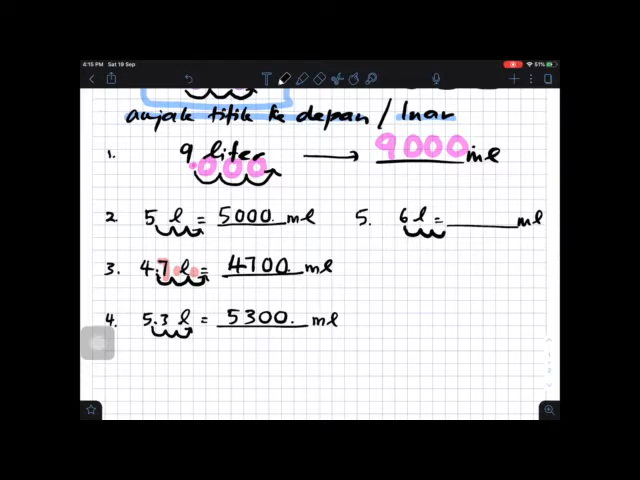 4:15 PM Sat 19 Sep 51%
anjak titik ke depan / luar
1. 9 liter → 9000 ml
.000
2. 5 l = 5000. ml 5. 6 l = ml
3. 4.7 l = 4700. ml
4. 5.3 l = 5300. ml